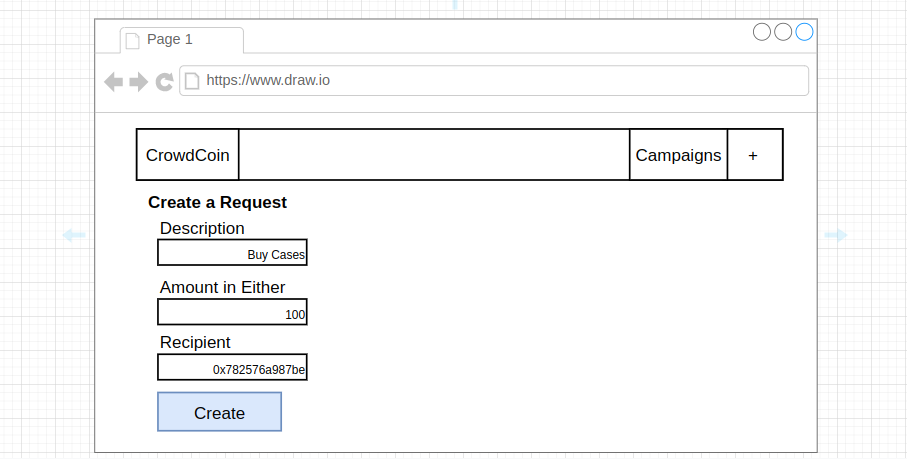 Page 1
https://www.draw.io
CrowdCoin Campaigns +
Create a Request
Description
Buy Cases
Amount in Either
100
Recipient
0x782576a987be
Create